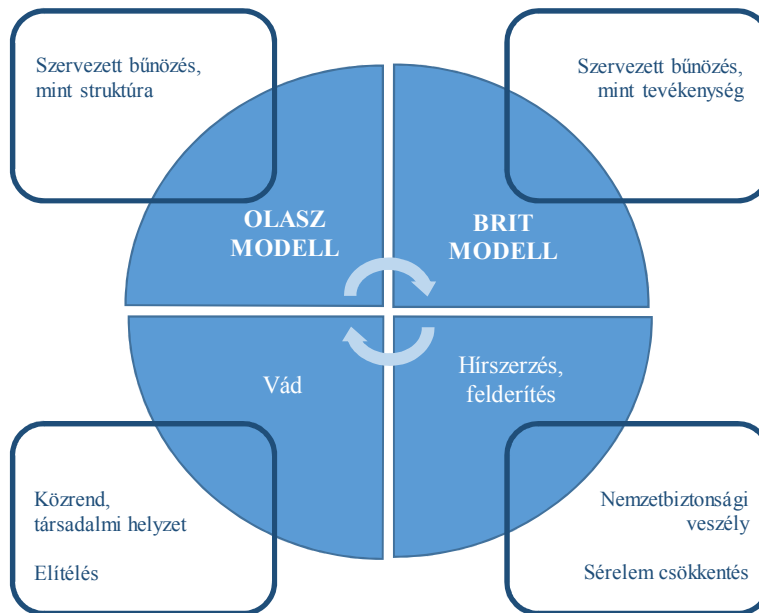 Szervezett bűnözés,
mint struktúra
Szervezett bűnözés,
mint tevékenység
OLASZ
MODELL
BRIT
MODELL
Vád
Hírszerzés,
felderítés
Közrend,
társadalmi helyzet
Elítélés
Nemzetbiztonsági
veszély
Sérelem csökkentés